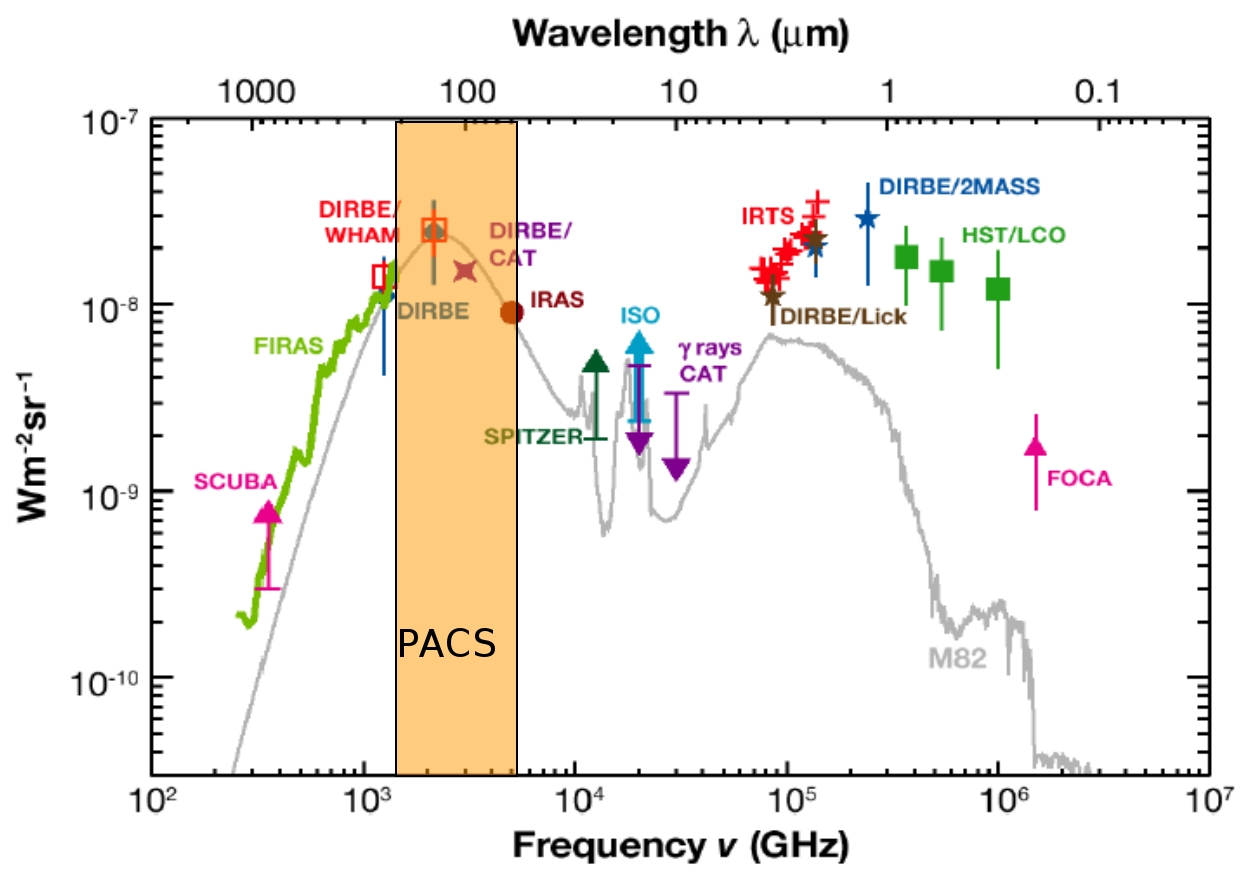 Wavelength λ (μm)
1000 100 10 1 0.1
10⁻⁷
10⁻⁸
10⁻⁹
10⁻¹⁰
Wm⁻²sr⁻¹
DIRBE/
WHAM
DIRBE/
CAT
DIRBE
IRAS
FIRAS
SCUBA
PACS
ISO
γ rays
CAT
SPITZER
IRTS
DIRBE/2MASS
HST/LCO
DIRBE/Lick
FOCA
M82
10² 10³ 10⁴ 10⁵ 10⁶ 10⁷
Frequency ν (GHz)